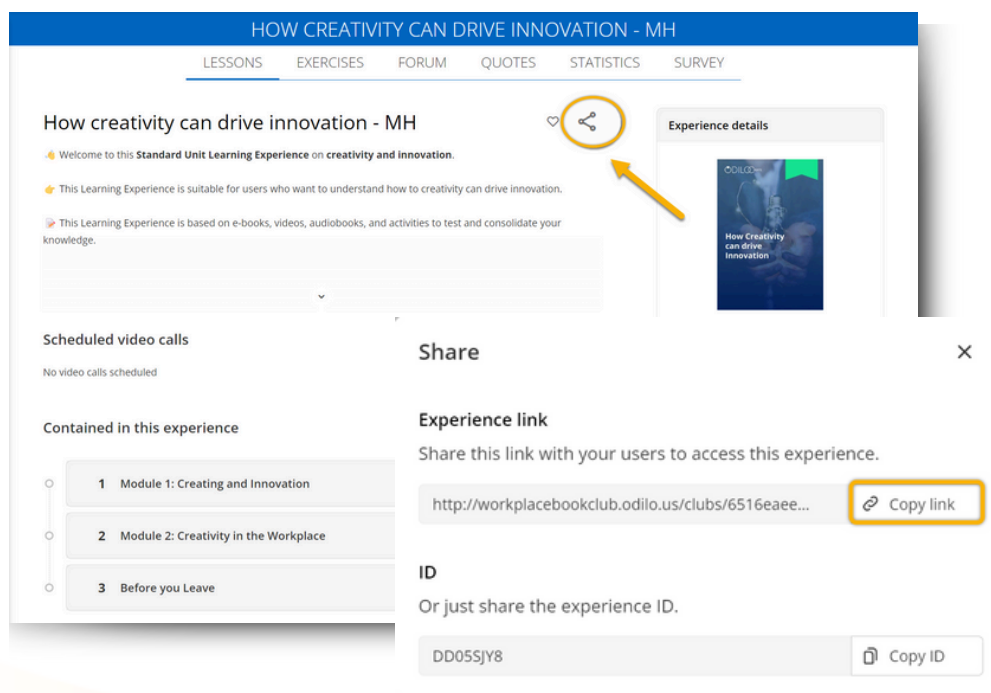 HOW CREATIVITY CAN DRIVE INNOVATION - MH
LESSONS EXERCISES FORUM QUOTES STATISTICS SURVEY
How creativity can drive innovation - MH
👋 Welcome to this Standard Unit Learning Experience on creativity and innovation.
👉 This Learning Experience is suitable for users who want to understand how to creativity can drive innovation.
📝 This Learning Experience is based on e-books, videos, audiobooks, and activities to test and consolidate your
knowledge.
Experience details
ODILO
How Creativity
can drive
Innovation
Scheduled video calls
No video calls scheduled
Contained in this experience
1 Module 1: Creating and Innovation
2 Module 2: Creativity in the Workplace
3 Before you Leave
Share
Experience link
Share this link with your users to access this experience.
http://workplacebookclub.odilo.us/clubs/6516eaee... Copy link
ID
Or just share the experience ID.
DD05SJY8 Copy ID